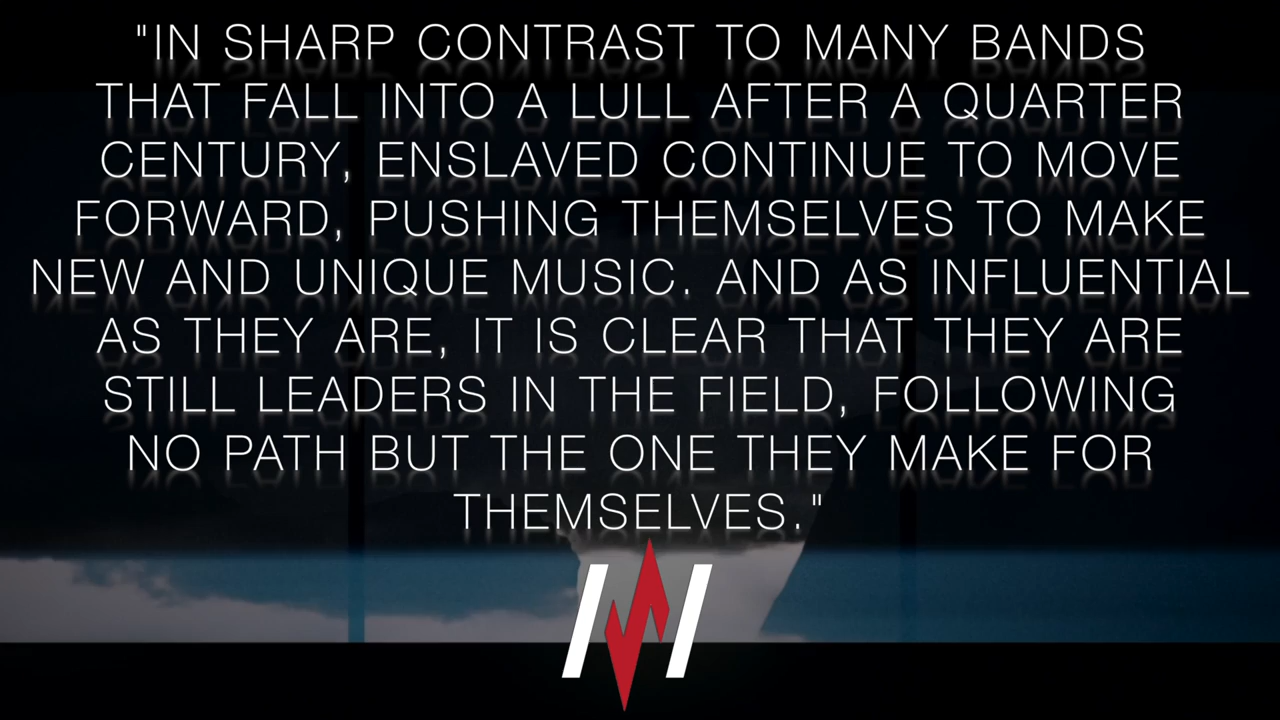 "IN SHARP CONTRAST TO MANY BANDS
THAT FALL INTO A LULL AFTER A QUARTER
CENTURY, ENSLAVED CONTINUE TO MOVE
FORWARD, PUSHING THEMSELVES TO MAKE
NEW AND UNIQUE MUSIC. AND AS INFLUENTIAL
AS THEY ARE, IT IS CLEAR THAT THEY ARE
STILL LEADERS IN THE FIELD, FOLLOWING
NO PATH BUT THE ONE THEY MAKE FOR
THEMSELVES."